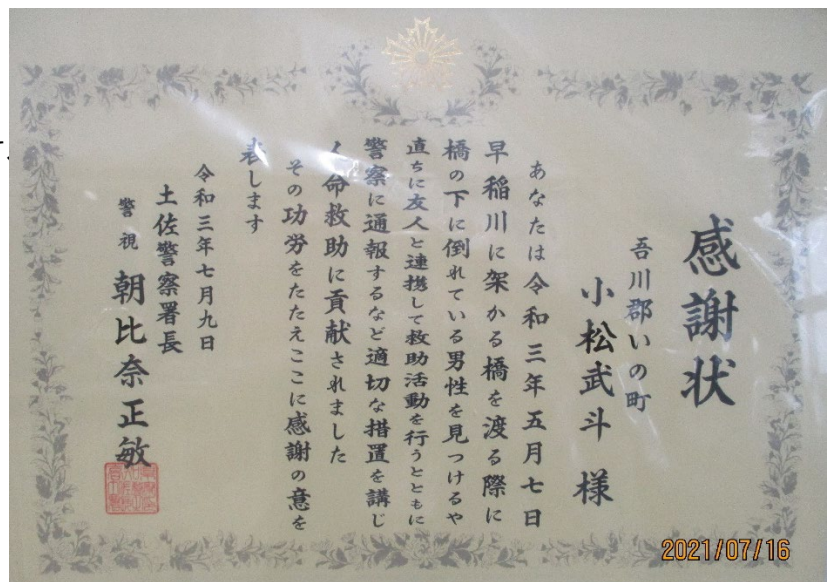 感謝状
吾川郡いの町
小松武斗 様
あなたは令和三年五月七日
早稲川に架かる橋を渡る際に
橋の下に倒れている男性を見つけるや
直ちに友人と連携して救助活動を行うとともに
警察に通報するなど適切な措置を講じ
人命救助に貢献されました
その功労をたたえここに感謝の意を
表します
令和三年七月九日
土佐警察署長
警視 朝比奈正敏
2021/07/16